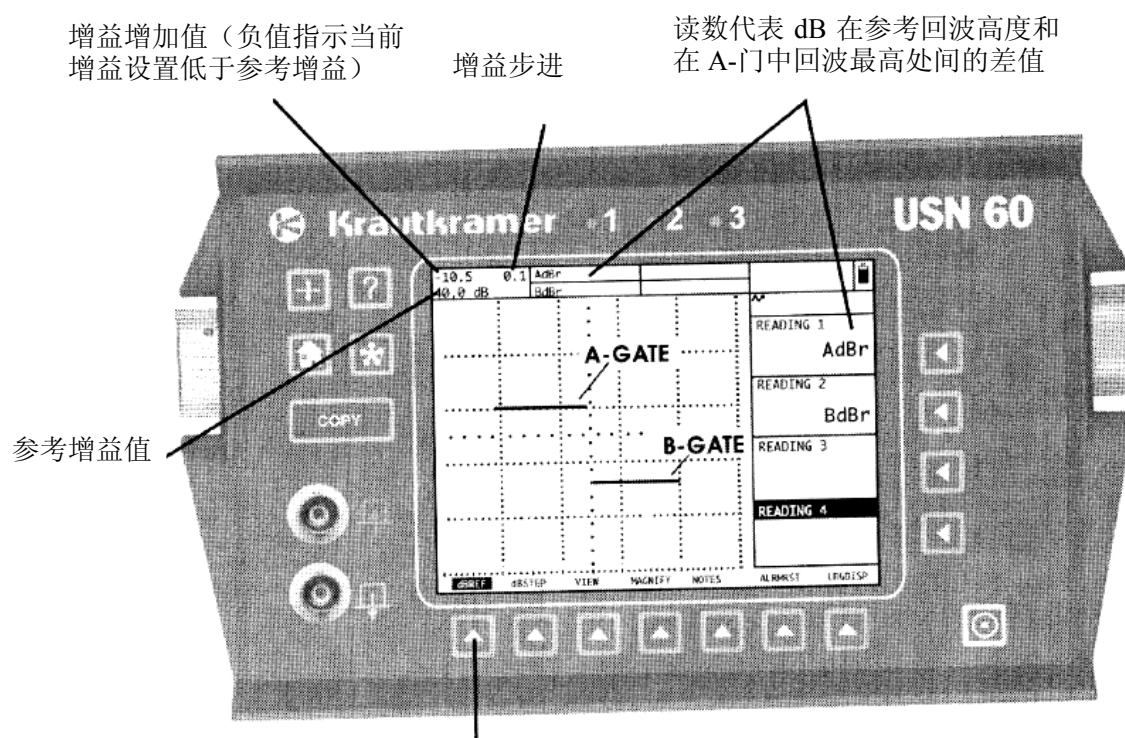 增益增加值（负值指示当前
增益设置低于参考增益）
增益步进
读数代表 dB 在参考回波高度和
在 A-门中回波最高处间的差值
Krautkramer 1 2 3
USN 60
-10.5 0.1 AdBr
40.0 dB BdBr
READING 1
AdBr
A-GATE
READING 2
BdBr
COPY
参考增益值
B-GATE
READING 3
READING 4
dBREF dBSTEP VIEW MAGNIFY NOTES ALRMRST LRGDISP